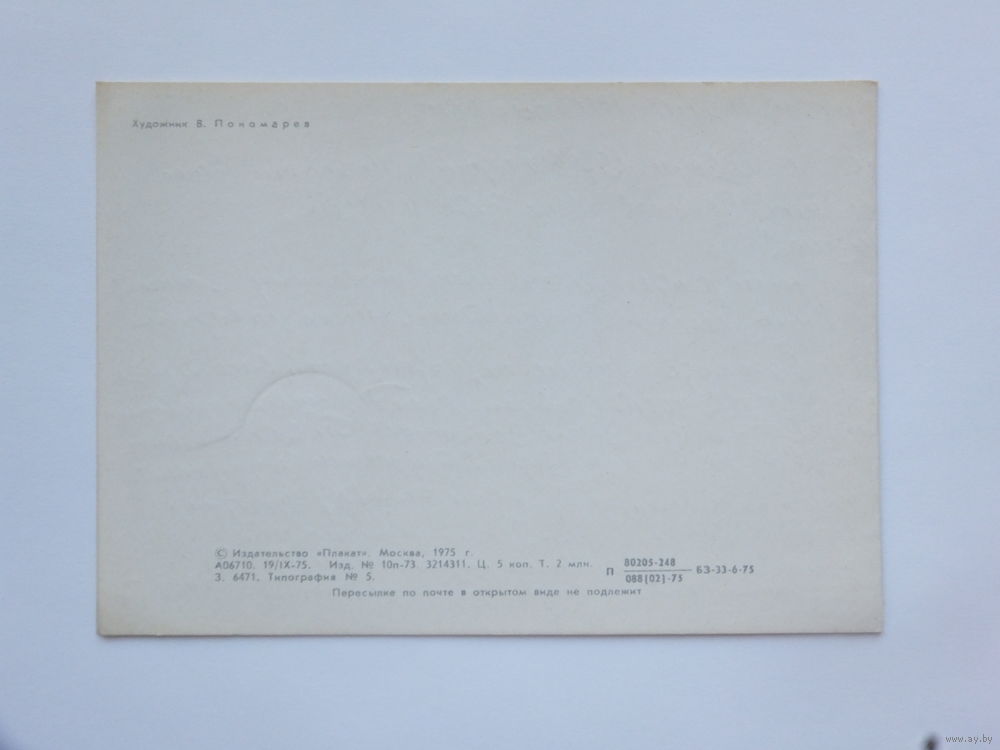 Художник В. Пономарев
© Издательство «Плакат». Москва, 1975 г.
А06710. 19/IX-75. Изд. № 10п-73. 3214311. Ц. 5 коп. Т. 2 млн.
З. 6471. Типография № 5.
П 80205-248 / 088[02]-75 БЗ-33-6-75
Пересылке по почте в открытом виде не подлежит
www.ay.by